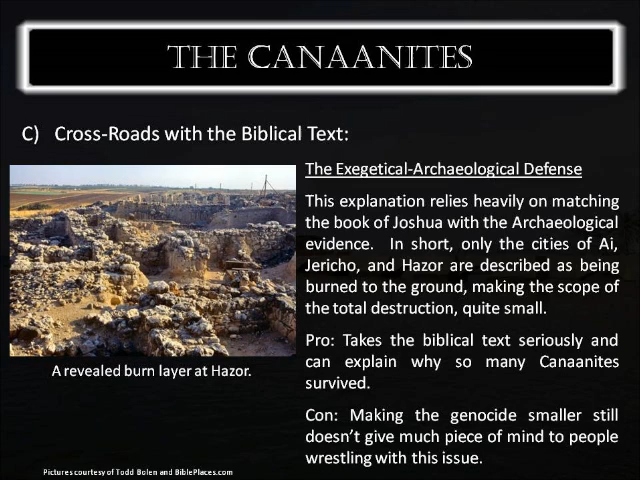 THE CANAANITES
C) Cross-Roads with the Biblical Text:
The Exegetical-Archaeological Defense
This explanation relies heavily on matching
the book of Joshua with the Archaeological
evidence. In short, only the cities of Ai,
Jericho, and Hazor are described as being
burned to the ground, making the scope of
the total destruction, quite small.
Pro: Takes the biblical text seriously and
can explain why so many Canaanites
survived.
Con: Making the genocide smaller still
doesn't give much piece of mind to people
wrestling with this issue.
A revealed burn layer at Hazor.
Pictures courtesy of Todd Bolen and BiblePlaces.com